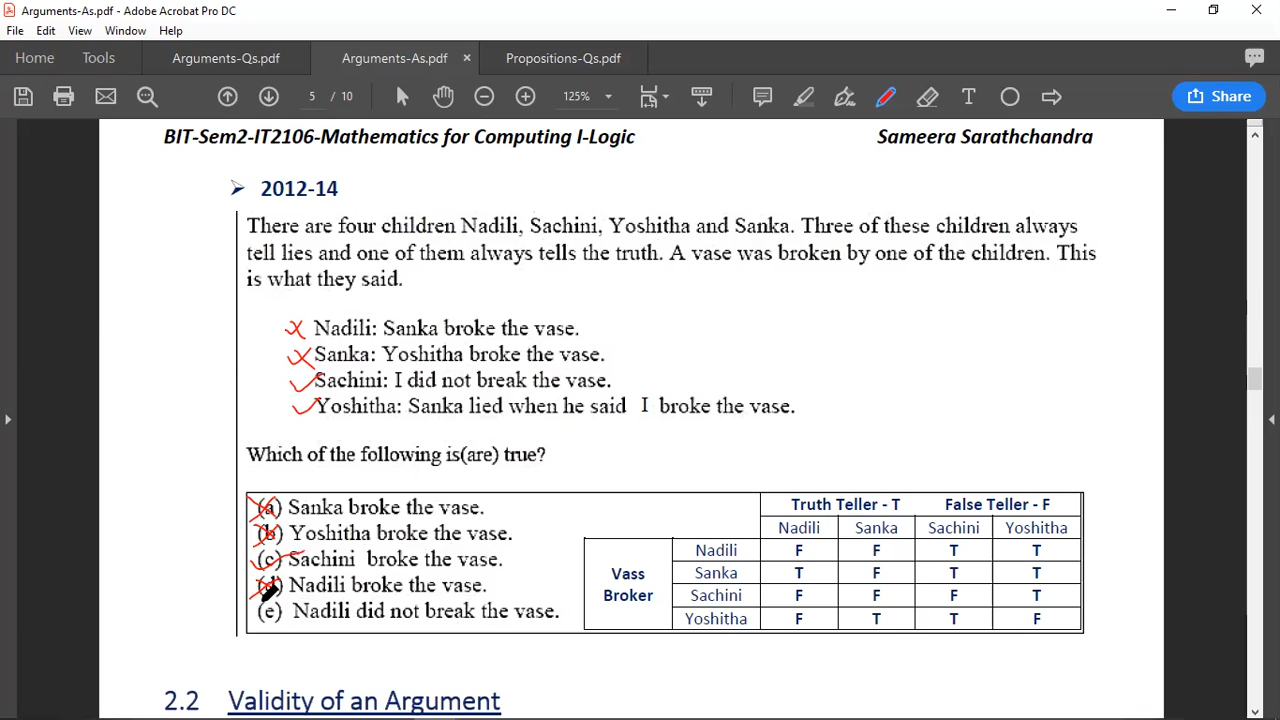 Arguments-As.pdf - Adobe Acrobat Pro DC
File Edit View Window Help
Home Tools Arguments-Qs.pdf Arguments-As.pdf × Propositions-Qs.pdf
5 / 10 125% Share
BIT-Sem2-IT2106-Mathematics for Computing I-Logic Sameera Sarathchandra
2012-14
There are four children Nadili, Sachini, Yoshitha and Sanka. Three of these children always
tell lies and one of them always tells the truth. A vase was broken by one of the children. This
is what they said.
Nadili: Sanka broke the vase.
Sanka: Yoshitha broke the vase.
Sachini: I did not break the vase.
Yoshitha: Sanka lied when he said I broke the vase.
Which of the following is(are) true?
(a) Sanka broke the vase.
(b) Yoshitha broke the vase.
(c) Sachini broke the vase.
(d) Nadili broke the vase.
(e) Nadili did not break the vase.
Truth Teller - T False Teller - F
Nadili Sanka Sachini Yoshitha
Vass Broker
Nadili F F T T
Sanka T F T T
Sachini F F F T
Yoshitha F T T F
2.2 Validity of an Argument